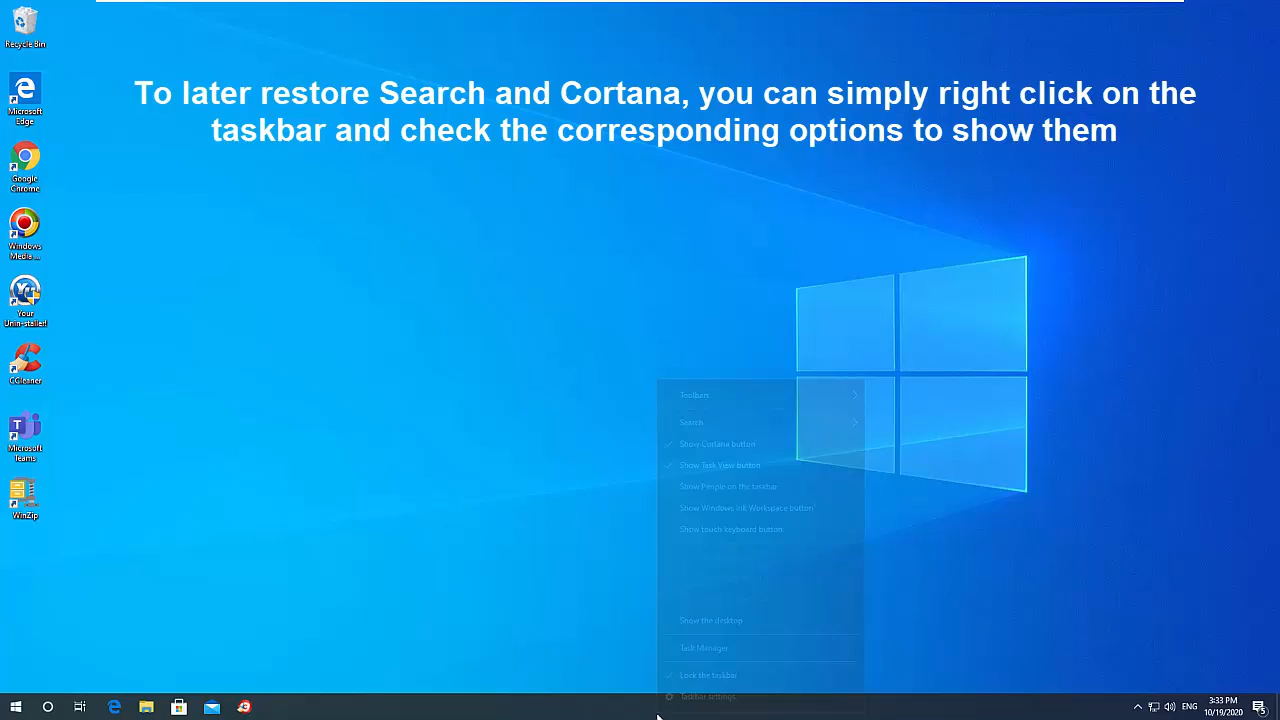 Recycle Bin
To later restore Search and Cortana, you can simply right click on the
taskbar and check the corresponding options to show them
Microsoft
Edge
Google
Chrome
Windows
Media ...
Your
Unin-staller!
CCleaner
Microsoft
Teams
WinZip
Toolbars
Search
Show Cortana button
Show Task View button
Show People on the taskbar
Show Windows Ink Workspace button
Show touch keyboard button
Show the desktop
Task Manager
Lock the taskbar
Taskbar settings
ENG
3:33 PM
10/19/2020